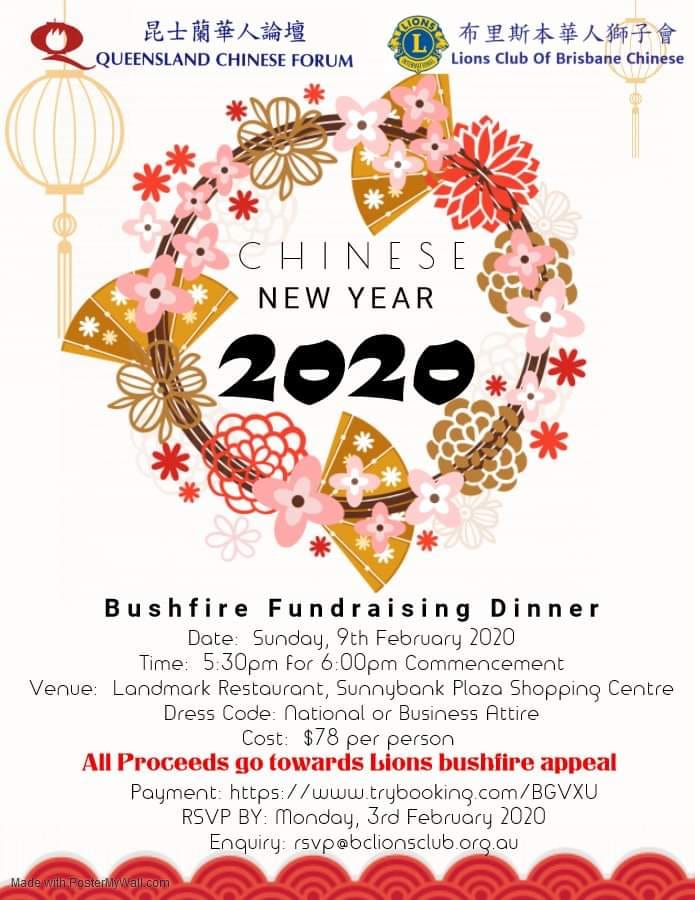 昆士蘭華人論壇
QUEENSLAND CHINESE FORUM
LIONS
L
INTERNATIONAL
布里斯本華人獅子會
Lions Club Of Brisbane Chinese
CHINESE
NEW YEAR
2020
Bushfire Fundraising Dinner
Date: Sunday, 9th February 2020
Time: 5:30pm for 6:00pm Commencement
Venue: Landmark Restaurant, Sunnybank Plaza Shopping Centre
Dress Code: National or Business Attire
Cost: $78 per person
All Proceeds go towards Lions bushfire appeal
Payment: https://www.trybooking.com/BGVXU
RSVP BY: Monday, 3rd February 2020
Enquiry: rsvp@bclionsclub.org.au
Made with PosterMyWall.com